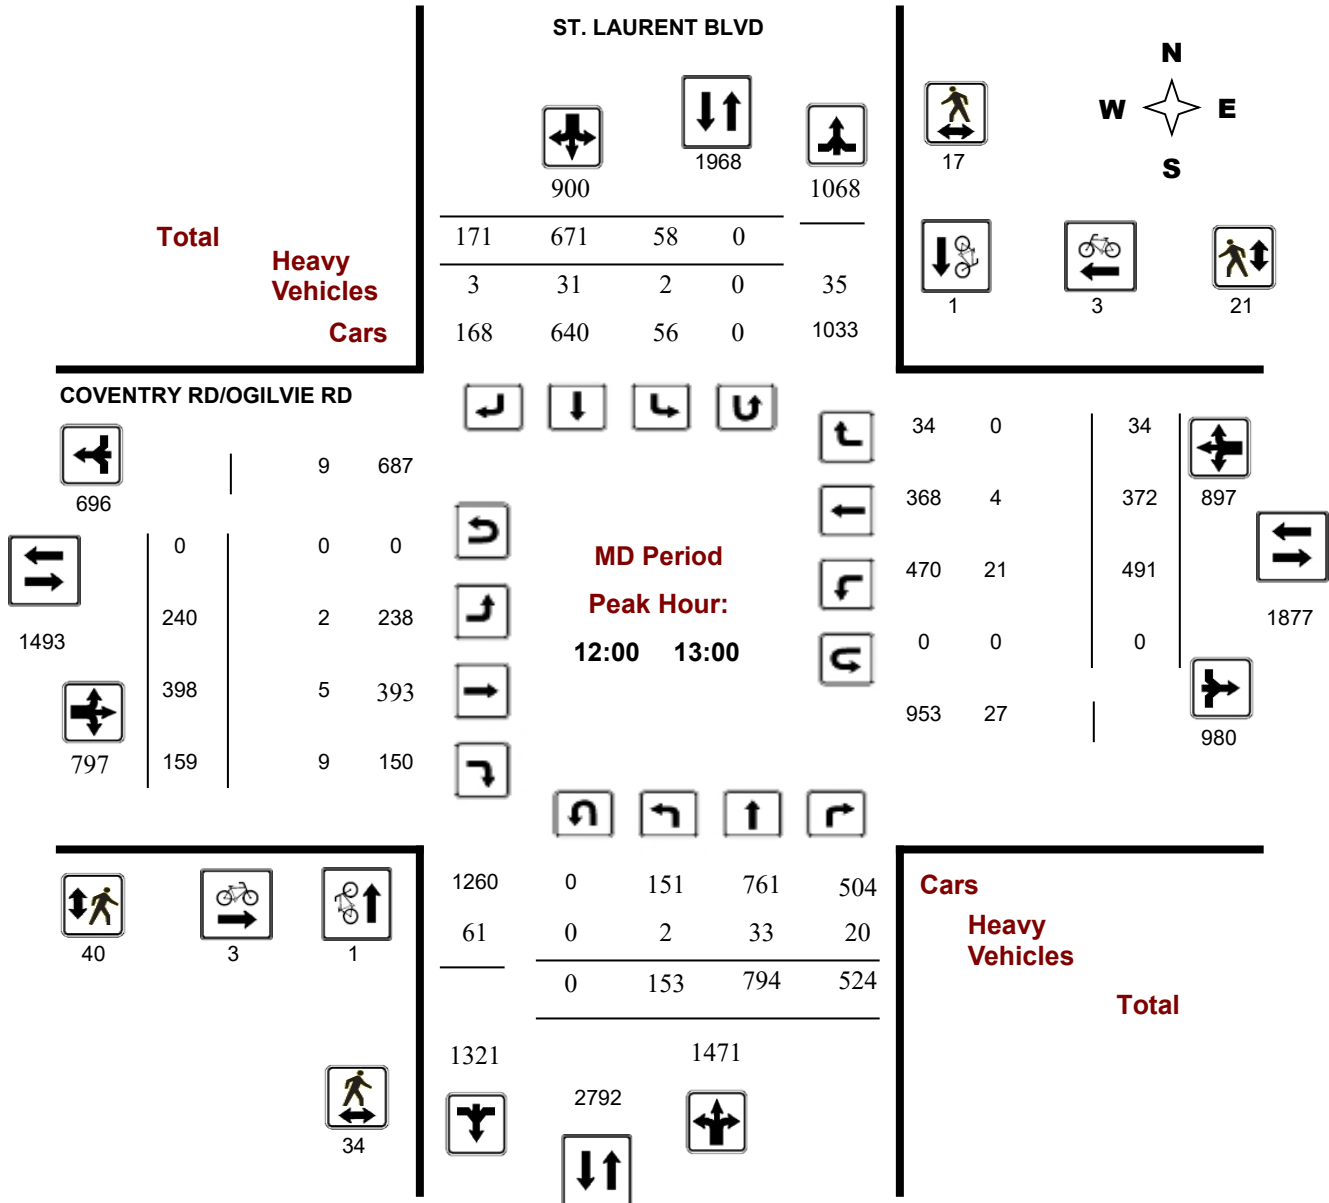 ST. LAURENT BLVD
N
W E
S
1968
17
900
1068
Total
171 671 58 0
Heavy
Vehicles
3 31 2 0 35
Cars
168 640 56 0 1033
1 3 21
COVENTRY RD/OGILVIE RD
34 0 34
9 687
696
368 4 372 897
0 0 0
MD Period
470 21 491
240 2 238
Peak Hour:
1877
1493
12:00 13:00
0 0 0
398 5 393
953 27
980
797 159 9 150
1260 0 151 761 504
Cars
61 0 2 33 20
Heavy
Vehicles
40 3 1
0 153 794 524
Total
1321 1471
2792
34